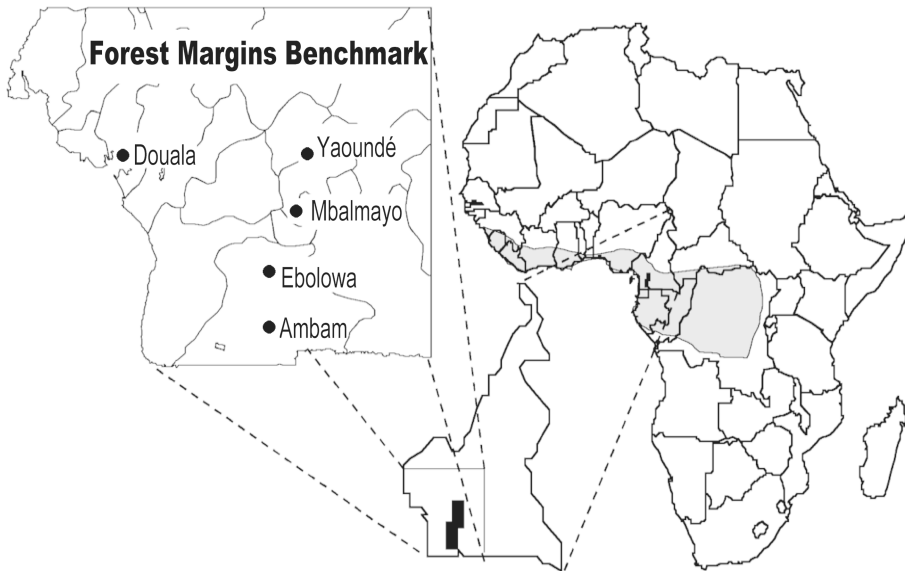 Forest Margins Benchmark
Douala
Yaoundé
Mbalmayo
Ebolowa
Ambam